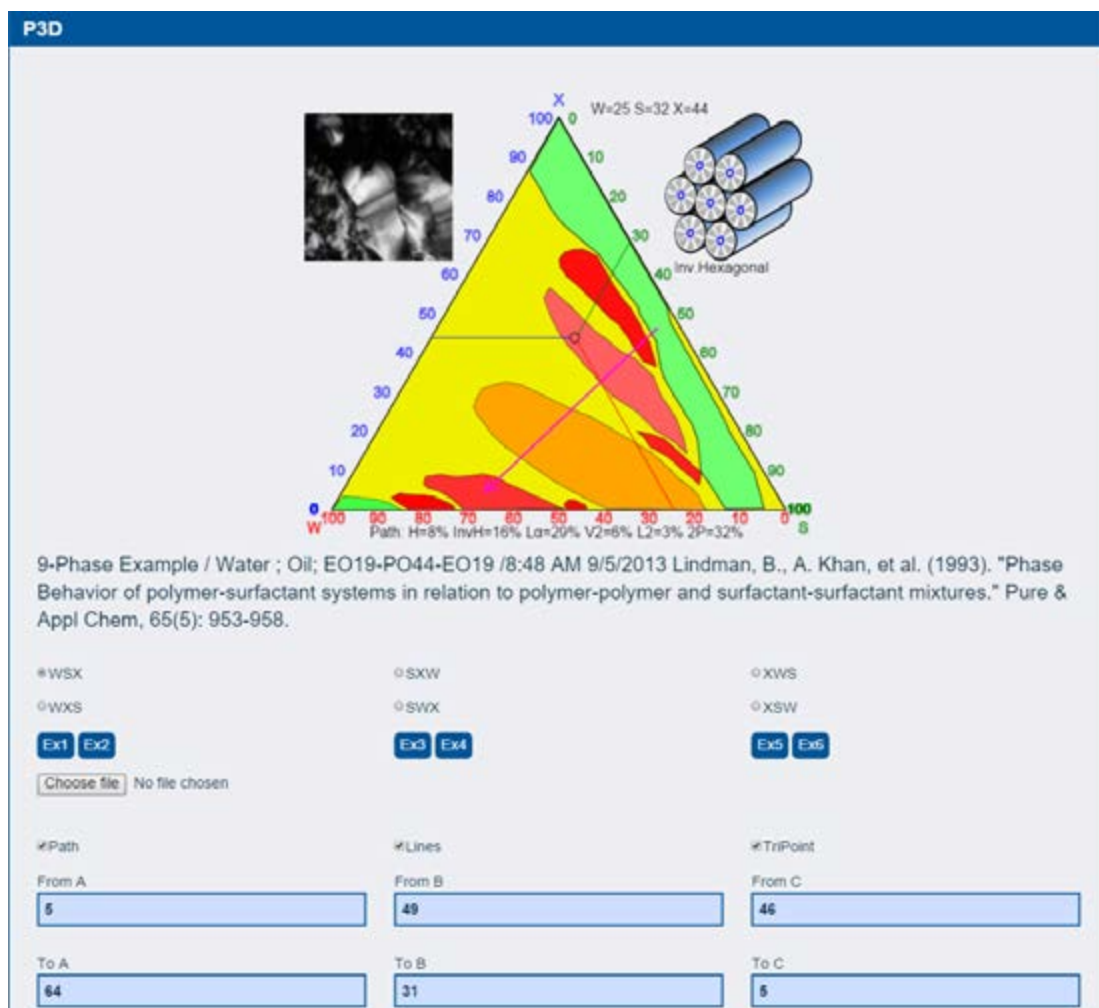 P3D
X
W=25 S=32 X=44
100 0
90 10
80 20
70 30
60 40
Inv.Hexagonal
50 50
40 60
30 70
20 80
10 90
0 100
W 100 90 80 70 60 50 40 30 20 10 0 S
Path: H=8% InvH=16% Lα=29% V2=6% L2=3% 2P=32%
9-Phase Example / Water ; Oil; EO19-PO44-EO19 /8:48 AM 9/5/2013 Lindman, B., A. Khan, et al. (1993). "Phase
Behavior of polymer-surfactant systems in relation to polymer-polymer and surfactant-surfactant mixtures." Pure &
Appl Chem, 65(5): 953-958.
WSX SXW XWS
WXS SWX XSW
Ex1 Ex2 Ex3 Ex4 Ex5 Ex6
Choose file No file chosen
Path Lines TriPoint
From A From B From C
5 49 46
To A To B To C
64 31 5